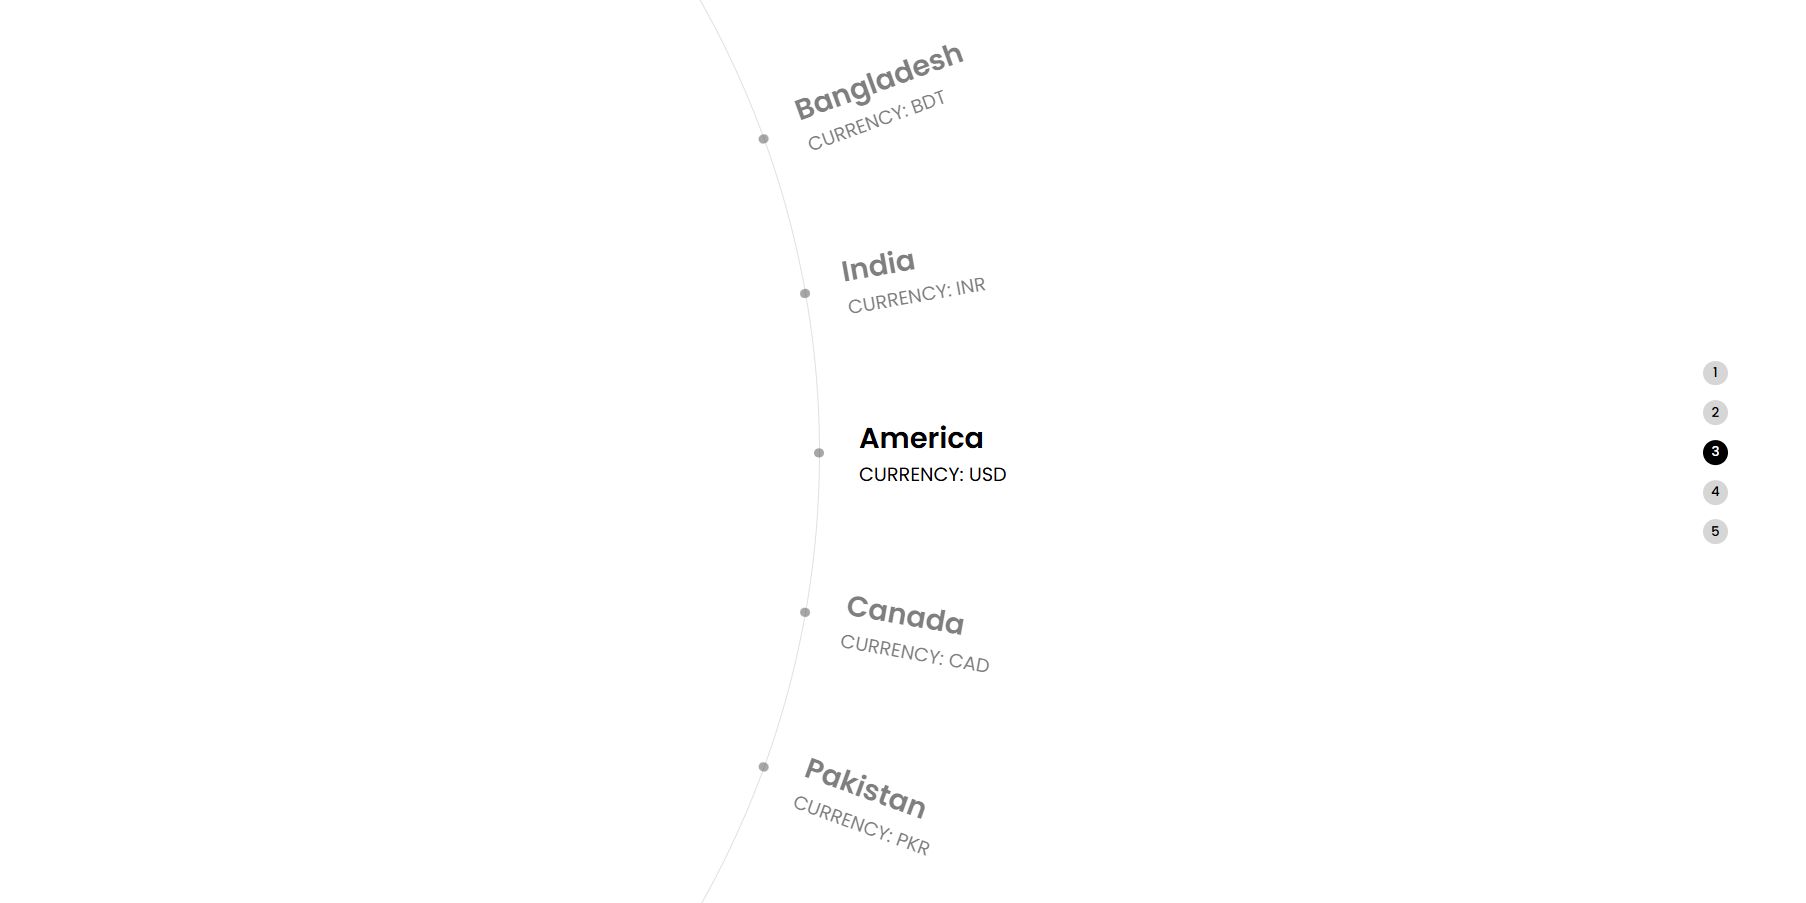 Bangladesh
CURRENCY: BDT
India
CURRENCY: INR
America
CURRENCY: USD
Canada
CURRENCY: CAD
Pakistan
CURRENCY: PKR
1
2
3
4
5